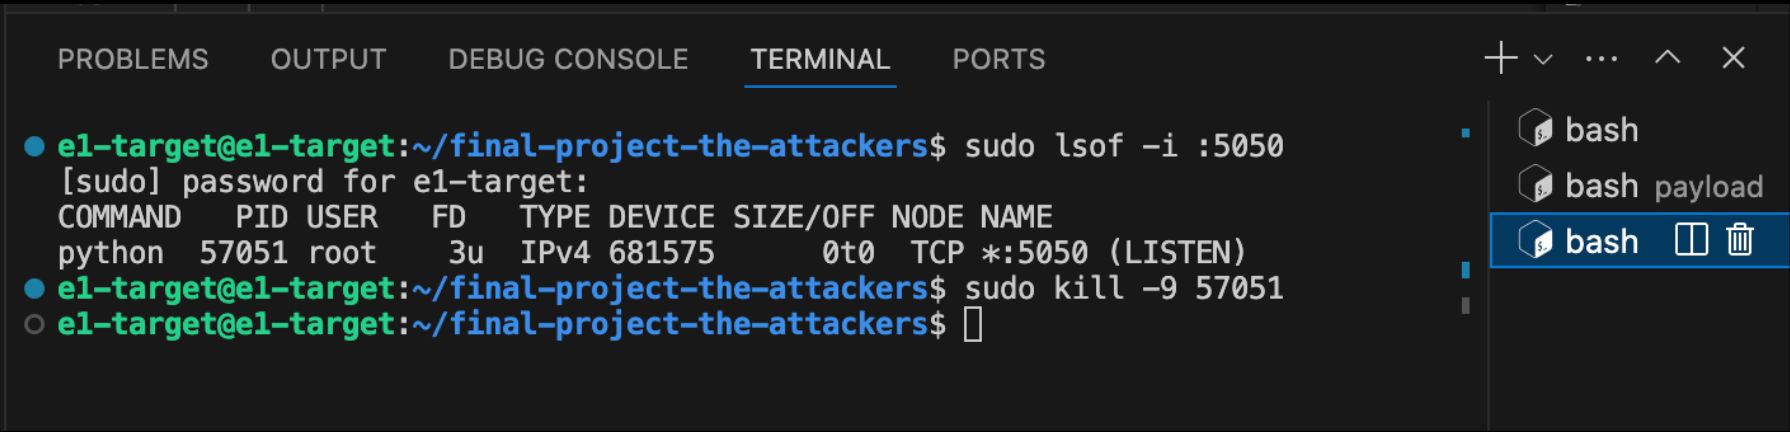 PROBLEMS OUTPUT DEBUG CONSOLE TERMINAL PORTS
e1-target@e1-target:~/final-project-the-attackers$ sudo lsof -i :5050
[sudo] password for e1-target:
COMMAND   PID USER   FD   TYPE DEVICE SIZE/OFF NODE NAME
python  57051 root    3u  IPv4 681575      0t0  TCP *:5050 (LISTEN)
e1-target@e1-target:~/final-project-the-attackers$ sudo kill -9 57051
e1-target@e1-target:~/final-project-the-attackers$
bash
bash payload
bash